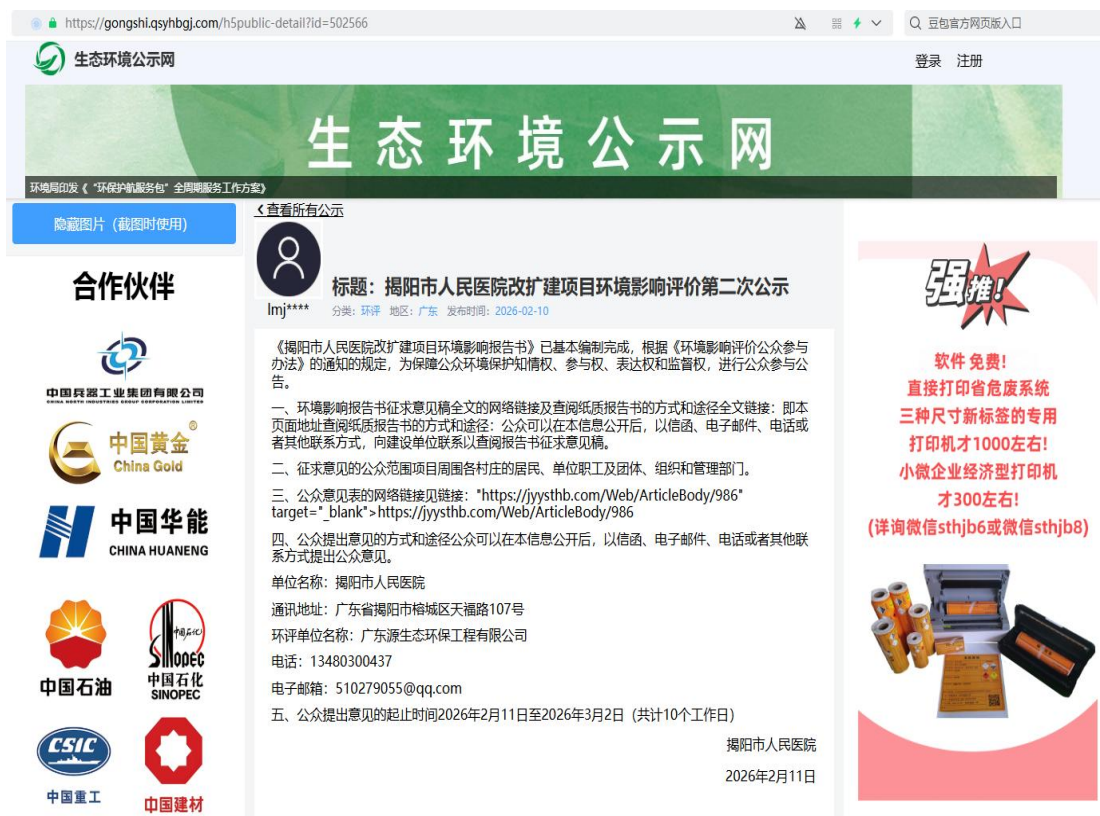 https://gongshi.qsyhbgj.com/h5public-detail?id=502566
豆包官方网页版入口
生态环境公示网
登录 注册
生态环境公示网
环境局印发《“环保护航服务包”全周期服务工作方案》
隐藏图片（截图时使用）
く查看所有公示
合作伙伴
lmj****
标题：揭阳市人民医院改扩建项目环境影响评价第二次公示
分类：环评 地区：广东 发布时间：2026-02-10
《揭阳市人民医院改扩建项目环境影响报告书》已基本编制完成，根据《环境影响评价公众参与
办法》的通知的规定，为保障公众环境保护知情权、参与权、表达权和监督权，进行公众参与公
告。
一、环境影响报告书征求意见稿全文的网络链接及查阅纸质报告书的方式和途径全文链接：即本
页面地址查阅纸质报告书的方式和途径：公众可以在本信息公开后，以信函、电子邮件、电话或
者其他联系方式，向建设单位联系以查阅报告书征求意见稿。
二、征求意见的公众范围项目周围各村庄的居民、单位职工及团体、组织和管理部门。
三、公众意见表的网络链接见链接："https://jyysthb.com/Web/ArticleBody/986"
target="_blank">https://jyysthb.com/Web/ArticleBody/986
四、公众提出意见的方式和途径公众可以在本信息公开后，以信函、电子邮件、电话或者其他联
系方式提出公众意见。
单位名称：揭阳市人民医院
通讯地址：广东省揭阳市榕城区天福路107号
环评单位名称：广东源生态环保工程有限公司
电话：13480300437
电子邮箱：510279055@qq.com
五、公众提出意见的起止时间2026年2月11日至2026年3月2日（共计10个工作日）
揭阳市人民医院
2026年2月11日
中国兵器工业集团有限公司
CHINA NORTH INDUSTRIES GROUP CORPORATION LIMITED
中国黄金®
China Gold
中国华能
CHINA HUANENG
中国石油
SINOPEC
中国石化
SINOPEC
CSIC
中国重工
中国建材
强推!
软件 免费!
直接打印省危废系统
三种尺寸新标签的专用
打印机才1000左右!
小微企业经济型打印机
才300左右!
(详询微信sthjb6或微信sthjb8)